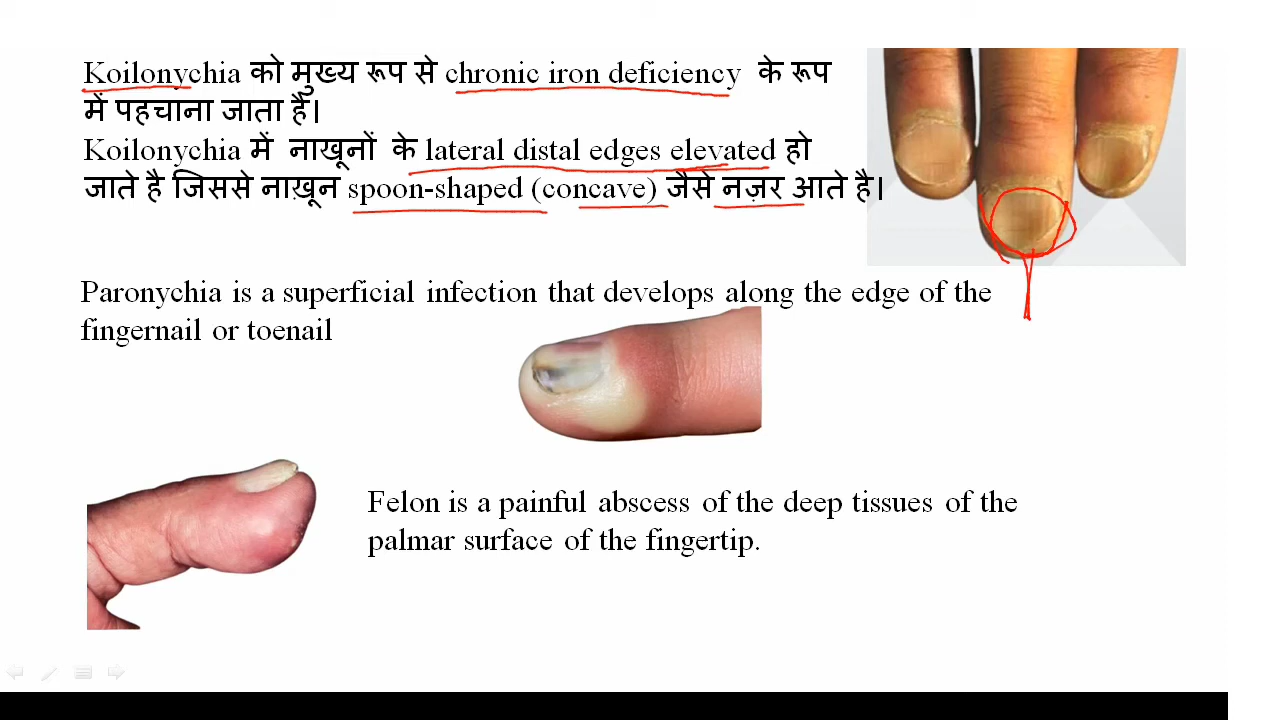 Koilonychia को मुख्य रूप से chronic iron deficiency के रूप
में पहचाना जाता है।
Koilonychia में नाखूनों के lateral distal edges elevated हो
जाते है जिससे नाख़ून spoon-shaped (concave) जैसे नज़र आते है।
Paronychia is a superficial infection that develops along the edge of the
fingernail or toenail
Felon is a painful abscess of the deep tissues of the
palmar surface of the fingertip.